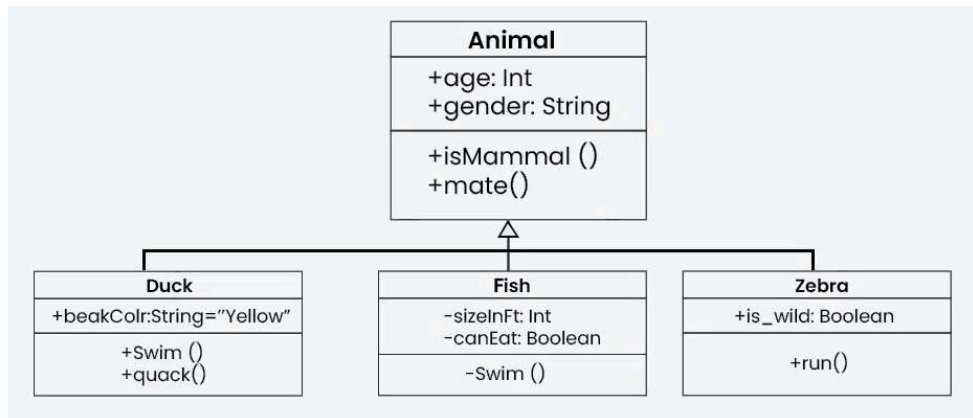 Animal
+age: Int
+gender: String
+isMammal ()
+mate()
Duck
+beakColr:String="Yellow"
+Swim ()
+quack()
Fish
-sizeInFt: Int
-canEat: Boolean
-Swim ()
Zebra
+is_wild: Boolean
+run()